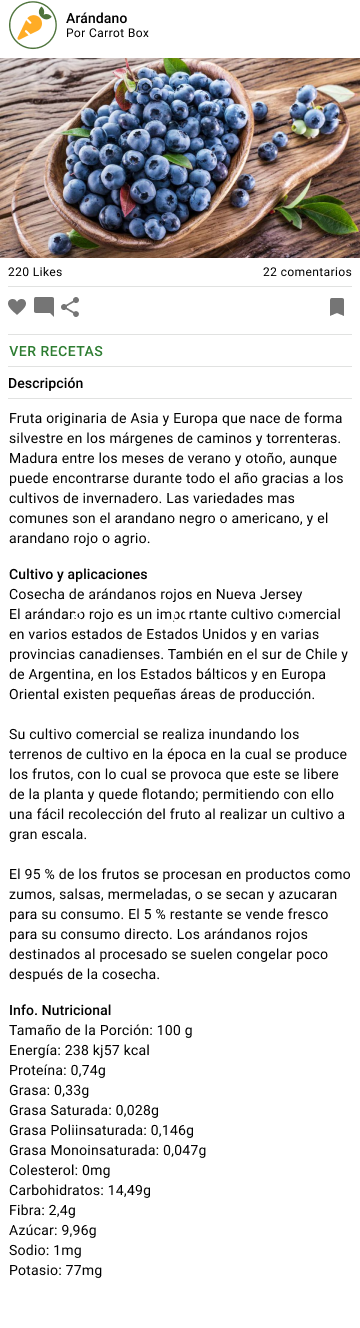 Arándano
Por Carrot Box
220 Likes
22 comentarios
VER RECETAS
Descripción
Fruta originaria de Asia y Europa que nace de forma
silvestre en los márgenes de caminos y torrenteras.
Madura entre los meses de verano y otoño, aunque
puede encontrarse durante todo el año gracias a los
cultivos de invernadero. Las variedades mas
comunes son el arandano negro o americano, y el
arandano rojo o agrio.
Cultivo y aplicaciones
Cosecha de arándanos rojos en Nueva Jersey
El arándano rojo es un importante cultivo comercial
en varios estados de Estados Unidos y en varias
provincias canadienses. También en el sur de Chile y
de Argentina, en los Estados bálticos y en Europa
Oriental existen pequeñas áreas de producción.
Su cultivo comercial se realiza inundando los
terrenos de cultivo en la época en la cual se produce
los frutos, con lo cual se provoca que este se libere
de la planta y quede flotando; permitiendo con ello
una fácil recolección del fruto al realizar un cultivo a
gran escala.
El 95 % de los frutos se procesan en productos como
zumos, salsas, mermeladas, o se secan y azucaran
para su consumo. El 5 % restante se vende fresco
para su consumo directo. Los arándanos rojos
destinados al procesado se suelen congelar poco
después de la cosecha.
Info. Nutricional
Tamaño de la Porción: 100 g
Energía: 238 kj57 kcal
Proteína: 0,74g
Grasa: 0,33g
Grasa Saturada: 0,028g
Grasa Poliinsaturada: 0,146g
Grasa Monoinsaturada: 0,047g
Colesterol: 0mg
Carbohidratos: 14,49g
Fibra: 2,4g
Azúcar: 9,96g
Sodio: 1mg
Potasio: 77mg